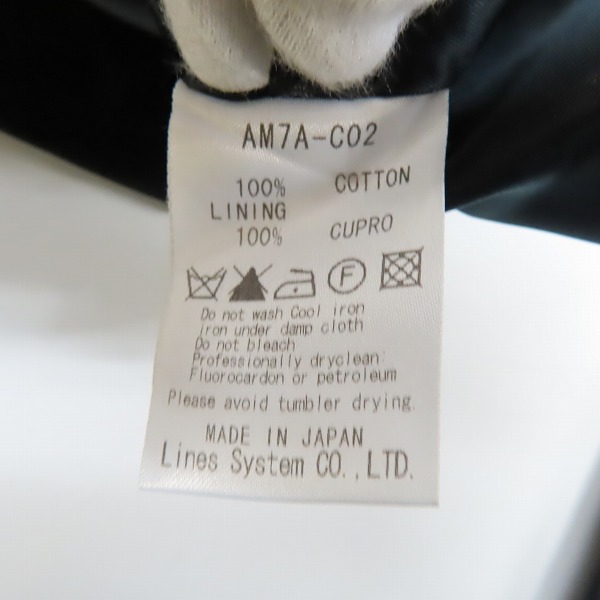 AM7A-C02
100% COTTON
LINING
100% CUPRO
F
Do not wash Cool iron
iron under damp cloth
Do not bleach
Professionally dryclean:
Fluorocardon or petroleum
Please avoid tumbler drying.
MADE IN JAPAN
Lines System CO.,LTD.